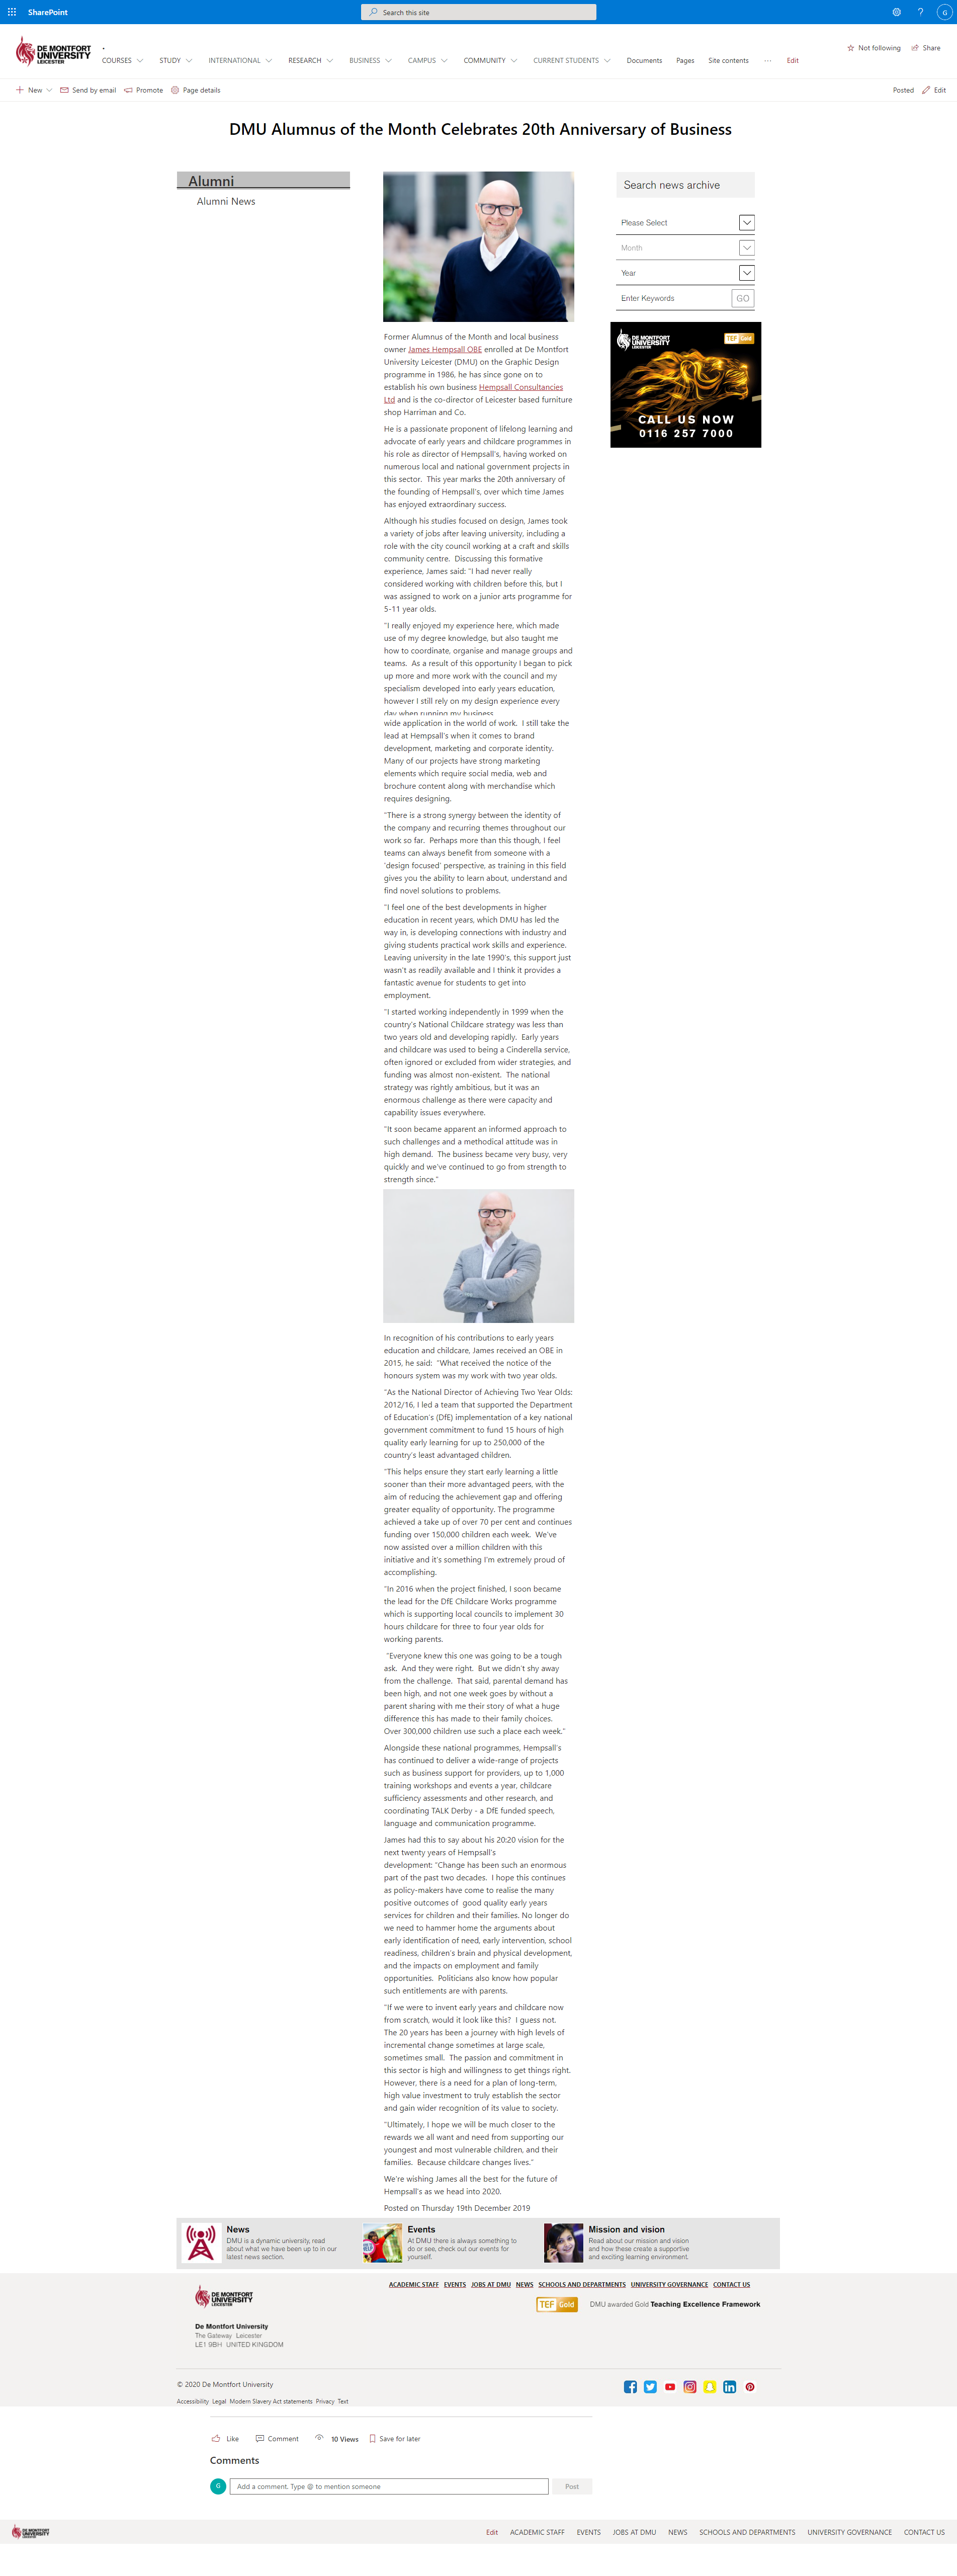 SharePoint
Search this site
?
G
DE MONTFORT
UNIVERSITY
LEICESTER
.
COURSES STUDY INTERNATIONAL RESEARCH BUSINESS CAMPUS COMMUNITY CURRENT STUDENTS Documents Pages Site contents ... Edit
Not following Share
New Send by email Promote Page details
Posted Edit
DMU Alumnus of the Month Celebrates 20th Anniversary of Business
Alumni
Alumni News
Former Alumnus of the Month and local business
owner James Hempsall OBE enrolled at De Montfort
University Leicester (DMU) on the Graphic Design
programme in 1986, he has since gone on to
establish his own business Hempsall Consultancies
Ltd and is the co-director of Leicester based furniture
shop Harriman and Co.
He is a passionate proponent of lifelong learning and
advocate of early years and childcare programmes in
his role as director of Hempsall's, having worked on
numerous local and national government projects in
this sector.  This year marks the 20th anniversary of
the founding of Hempsall's, over which time James
has enjoyed extraordinary success.
Although his studies focused on design, James took
a variety of jobs after leaving university, including a
role with the city council working at a craft and skills
community centre.  Discussing this formative
experience, James said: "I had never really
considered working with children before this, but I
was assigned to work on a junior arts programme for
5-11 year olds.
"I really enjoyed my experience here, which made
use of my degree knowledge, but also taught me
how to coordinate, organise and manage groups and
teams.  As a result of this opportunity I began to pick
up more and more work with the council and my
specialism developed into early years education,
however I still rely on my design experience every
day when running my business.
wide application in the world of work.  I still take the
lead at Hempsall's when it comes to brand
development, marketing and corporate identity.
Many of our projects have strong marketing
elements which require social media, web and
brochure content along with merchandise which
requires designing.
"There is a strong synergy between the identity of
the company and recurring themes throughout our
work so far.  Perhaps more than this though, I feel
teams can always benefit from someone with a
'design focused' perspective, as training in this field
gives you the ability to learn about, understand and
find novel solutions to problems.
"I feel one of the best developments in higher
education in recent years, which DMU has led the
way in, is developing connections with industry and
giving students practical work skills and experience.
Leaving university in the late 1990's, this support just
wasn't as readily available and I think it provides a
fantastic avenue for students to get into
employment.
"I started working independently in 1999 when the
country's National Childcare strategy was less than
two years old and developing rapidly.  Early years
and childcare was used to being a Cinderella service,
often ignored or excluded from wider strategies, and
funding was almost non-existent.  The national
strategy was rightly ambitious, but it was an
enormous challenge as there were capacity and
capability issues everywhere.
"It soon became apparent an informed approach to
such challenges and a methodical attitude was in
high demand.  The business became very busy, very
quickly and we've continued to go from strength to
strength since."
In recognition of his contributions to early years
education and childcare, James received an OBE in
2015, he said:  "What received the notice of the
honours system was my work with two year olds.
"As the National Director of Achieving Two Year Olds:
2012/16, I led a team that supported the Department
of Education's (DfE) implementation of a key national
government commitment to fund 15 hours of high
quality early learning for up to 250,000 of the
country's least advantaged children.
"This helps ensure they start early learning a little
sooner than their more advantaged peers, with the
aim of reducing the achievement gap and offering
greater equality of opportunity. The programme
achieved a take up of over 70 per cent and continues
funding over 150,000 children each week.  We've
now assisted over a million children with this
initiative and it's something I'm extremely proud of
accomplishing.
"In 2016 when the project finished, I soon became
the lead for the DfE Childcare Works programme
which is supporting local councils to implement 30
hours childcare for three to four year olds for
working parents.
"Everyone knew this one was going to be a tough
ask.  And they were right.  But we didn't shy away
from the challenge.  That said, parental demand has
been high, and not one week goes by without a
parent sharing with me their story of what a huge
difference this has made to their family choices.
Over 300,000 children use such a place each week."
Alongside these national programmes, Hempsall's
has continued to deliver a wide-range of projects
such as business support for providers, up to 1,000
training workshops and events a year, childcare
sufficiency assessments and other research, and
coordinating TALK Derby - a DfE funded speech,
language and communication programme.
James had this to say about his 20:20 vision for the
next twenty years of Hempsall's
development: "Change has been such an enormous
part of the past two decades.  I hope this continues
as policy-makers have come to realise the many
positive outcomes of  good quality early years
services for children and their families. No longer do
we need to hammer home the arguments about
early identification of need, early intervention, school
readiness, children's brain and physical development,
and the impacts on employment and family
opportunities.  Politicians also know how popular
such entitlements are with parents.
"If we were to invent early years and childcare now
from scratch, would it look like this?  I guess not.
The 20 years has been a journey with high levels of
incremental change sometimes at large scale,
sometimes small.  The passion and commitment in
this sector is high and willingness to get things right.
However, there is a need for a plan of long-term,
high value investment to truly establish the sector
and gain wider recognition of its value to society.
"Ultimately, I hope we will be much closer to the
rewards we all want and need from supporting our
youngest and most vulnerable children, and their
families.  Because childcare changes lives."
We're wishing James all the best for the future of
Hempsall's as we head into 2020.
Posted on Thursday 19th December 2019
Search news archive
Please Select
Month
Year
Enter Keywords GO
DE MONTFORT
UNIVERSITY
LEICESTER
TEF Gold
CALL US NOW
0116 257 7000
News
DMU is a dynamic university, read
about what we have been up to in our
latest news section.
Events
At DMU there is always something to
do or see, check out our events for
yourself.
Mission and vision
Read about our mission and vision
and how these create a supportive
and exciting learning environment.
DE MONTFORT
UNIVERSITY
LEICESTER
ACADEMIC STAFF EVENTS JOBS AT DMU NEWS SCHOOLS AND DEPARTMENTS UNIVERSITY GOVERNANCE CONTACT US
TEF Gold DMU awarded Gold Teaching Excellence Framework
De Montfort University
The Gateway  Leicester
LE1 9BH  UNITED KINGDOM
© 2020 De Montfort University
Accessibility Legal Modern Slavery Act statements Privacy Text
Like Comment 10 Views Save for later
Comments
G
Add a comment. Type @ to mention someone
Post
DE MONTFORT
UNIVERSITY
LEICESTER
Edit ACADEMIC STAFF EVENTS JOBS AT DMU NEWS SCHOOLS AND DEPARTMENTS UNIVERSITY GOVERNANCE CONTACT US